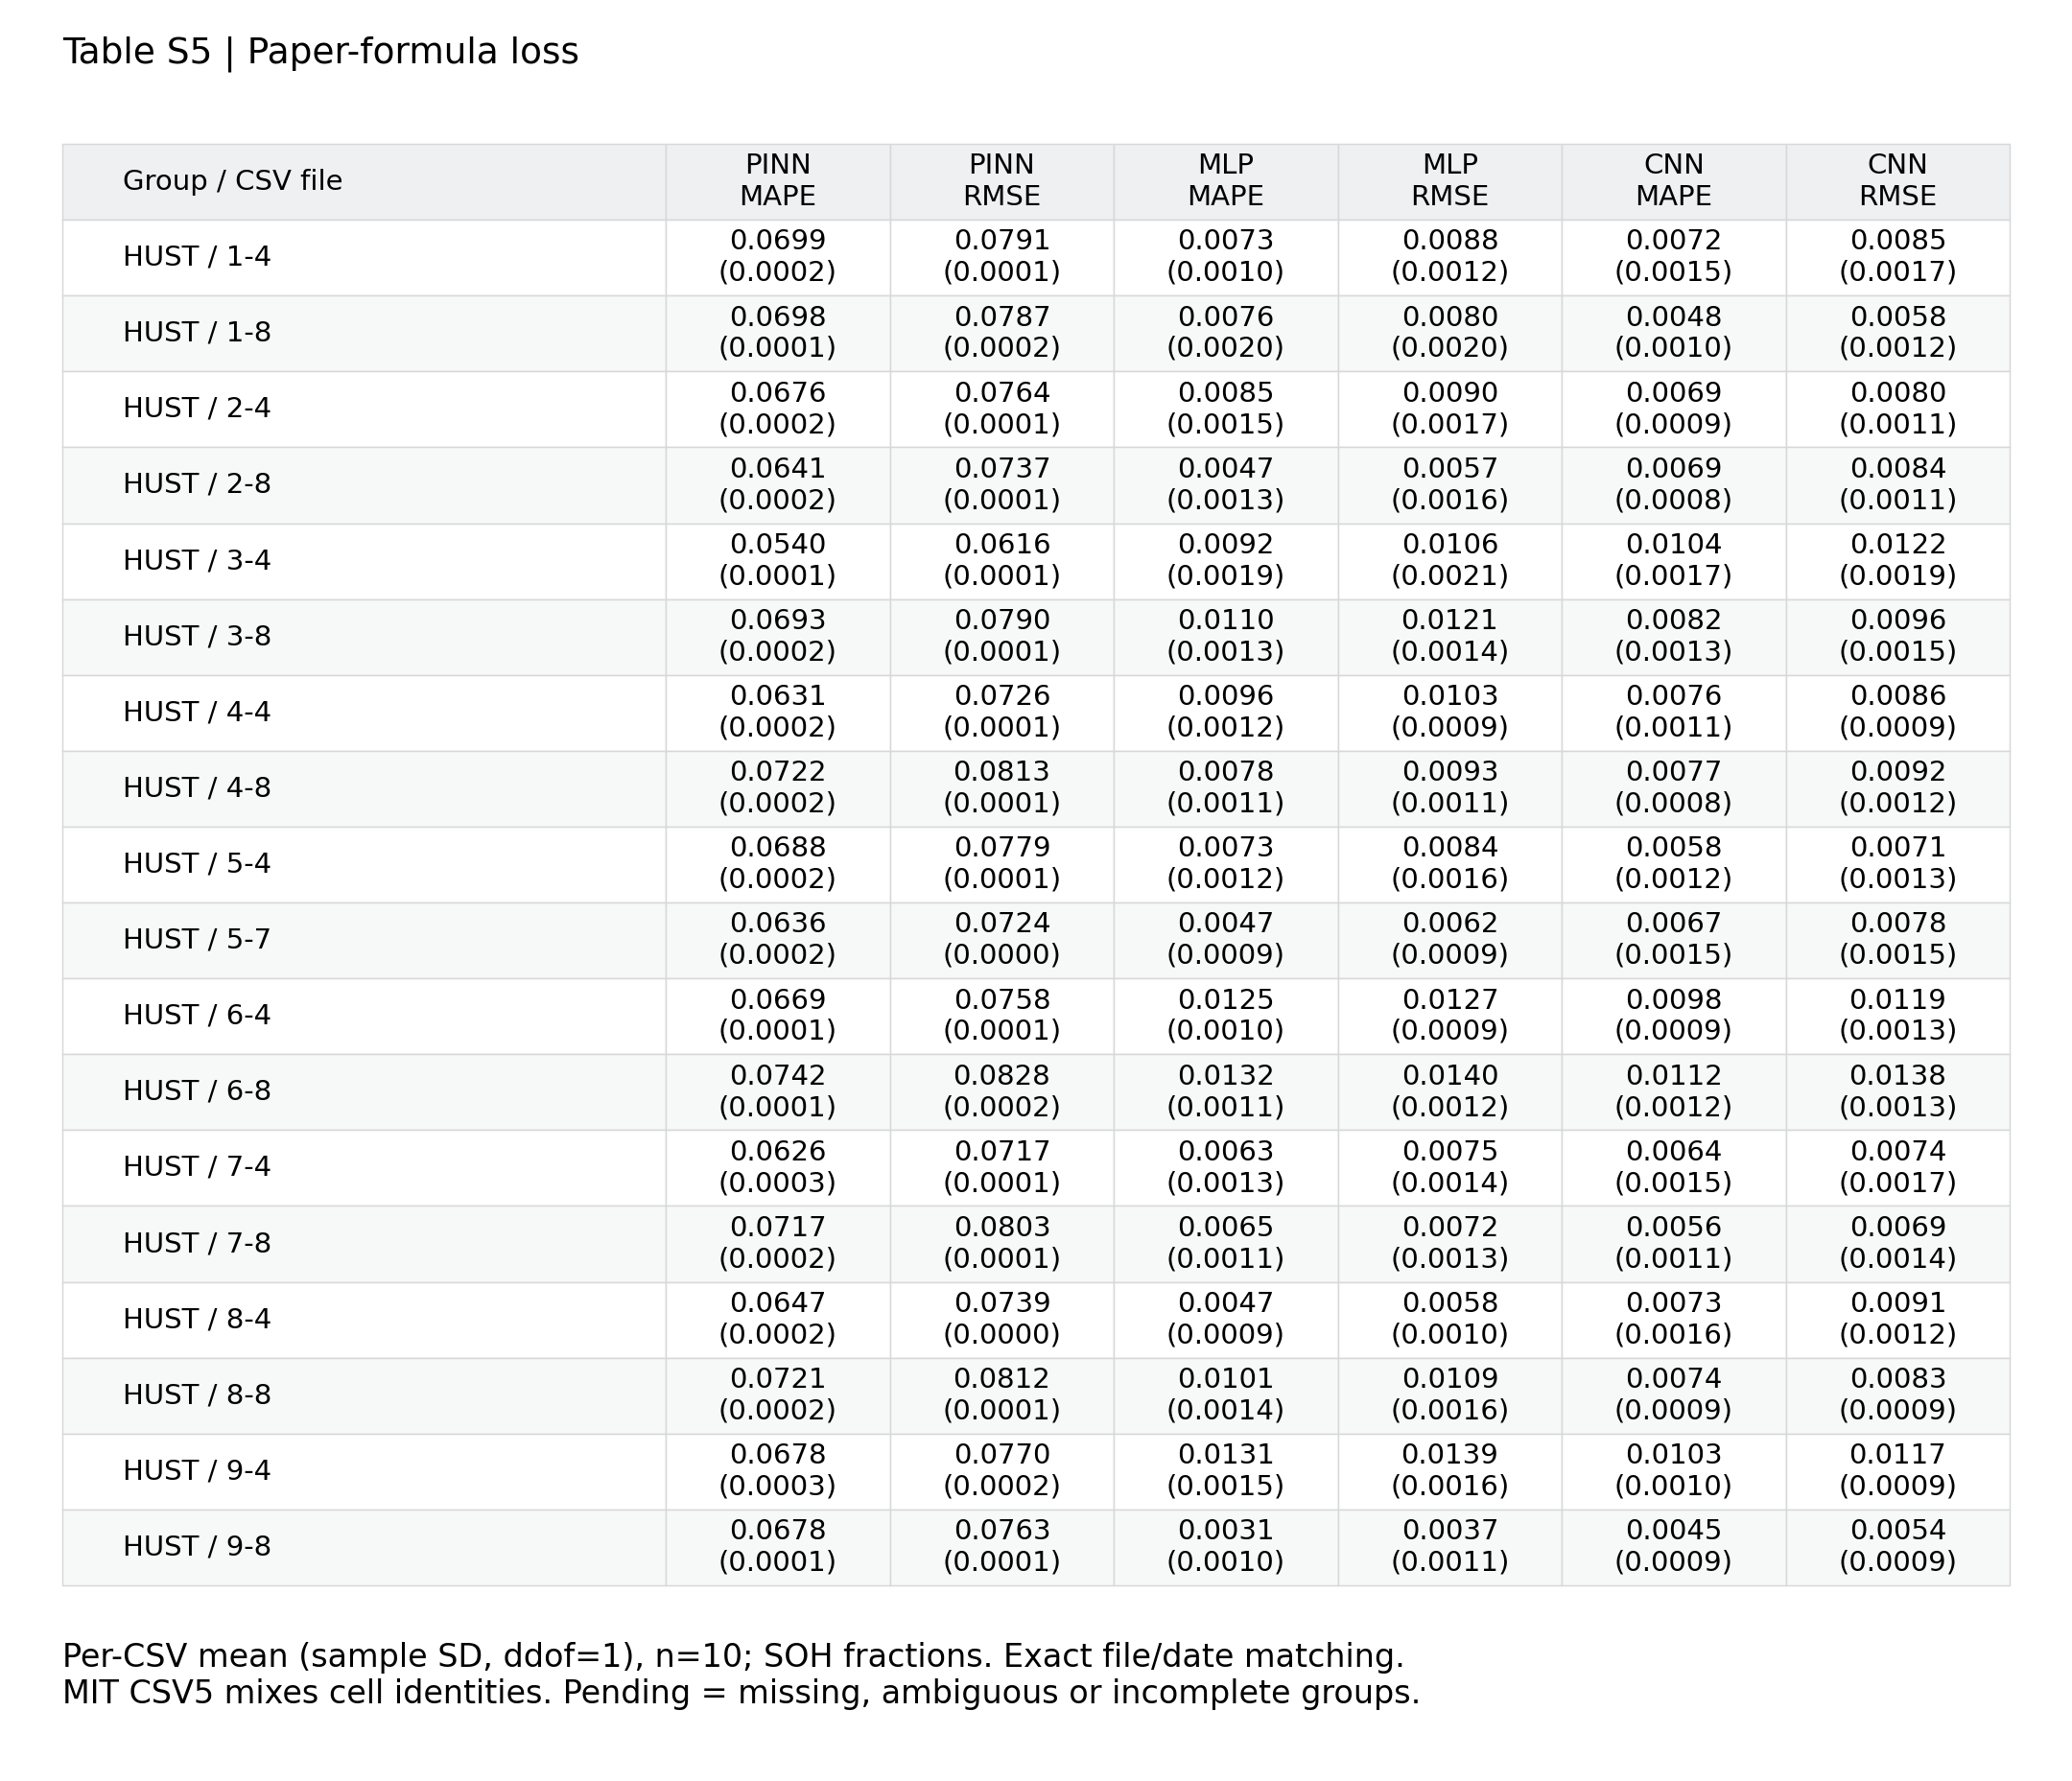 Table S5 | Paper-formula loss
Group / CSV file PINN MAPE PINN RMSE MLP MAPE MLP RMSE CNN MAPE CNN RMSE
HUST / 1-4 0.0699 (0.0002) 0.0791 (0.0001) 0.0073 (0.0010) 0.0088 (0.0012) 0.0072 (0.0015) 0.0085 (0.0017)
HUST / 1-8 0.0698 (0.0001) 0.0787 (0.0002) 0.0076 (0.0020) 0.0080 (0.0020) 0.0048 (0.0010) 0.0058 (0.0012)
HUST / 2-4 0.0676 (0.0002) 0.0764 (0.0001) 0.0085 (0.0015) 0.0090 (0.0017) 0.0069 (0.0009) 0.0080 (0.0011)
HUST / 2-8 0.0641 (0.0002) 0.0737 (0.0001) 0.0047 (0.0013) 0.0057 (0.0016) 0.0069 (0.0008) 0.0084 (0.0011)
HUST / 3-4 0.0540 (0.0001) 0.0616 (0.0001) 0.0092 (0.0019) 0.0106 (0.0021) 0.0104 (0.0017) 0.0122 (0.0019)
HUST / 3-8 0.0693 (0.0002) 0.0790 (0.0001) 0.0110 (0.0013) 0.0121 (0.0014) 0.0082 (0.0013) 0.0096 (0.0015)
HUST / 4-4 0.0631 (0.0002) 0.0726 (0.0001) 0.0096 (0.0012) 0.0103 (0.0009) 0.0076 (0.0011) 0.0086 (0.0009)
HUST / 4-8 0.0722 (0.0002) 0.0813 (0.0001) 0.0078 (0.0011) 0.0093 (0.0011) 0.0077 (0.0008) 0.0092 (0.0012)
HUST / 5-4 0.0688 (0.0002) 0.0779 (0.0001) 0.0073 (0.0012) 0.0084 (0.0016) 0.0058 (0.0012) 0.0071 (0.0013)
HUST / 5-7 0.0636 (0.0002) 0.0724 (0.0000) 0.0047 (0.0009) 0.0062 (0.0009) 0.0067 (0.0015) 0.0078 (0.0015)
HUST / 6-4 0.0669 (0.0001) 0.0758 (0.0001) 0.0125 (0.0010) 0.0127 (0.0009) 0.0098 (0.0009) 0.0119 (0.0013)
HUST / 6-8 0.0742 (0.0001) 0.0828 (0.0002) 0.0132 (0.0011) 0.0140 (0.0012) 0.0112 (0.0012) 0.0138 (0.0013)
HUST / 7-4 0.0626 (0.0003) 0.0717 (0.0001) 0.0063 (0.0013) 0.0075 (0.0014) 0.0064 (0.0015) 0.0074 (0.0017)
HUST / 7-8 0.0717 (0.0002) 0.0803 (0.0001) 0.0065 (0.0011) 0.0072 (0.0013) 0.0056 (0.0011) 0.0069 (0.0014)
HUST / 8-4 0.0647 (0.0002) 0.0739 (0.0000) 0.0047 (0.0009) 0.0058 (0.0010) 0.0073 (0.0016) 0.0091 (0.0012)
HUST / 8-8 0.0721 (0.0002) 0.0812 (0.0001) 0.0101 (0.0014) 0.0109 (0.0016) 0.0074 (0.0009) 0.0083 (0.0009)
HUST / 9-4 0.0678 (0.0003) 0.0770 (0.0002) 0.0131 (0.0015) 0.0139 (0.0016) 0.0103 (0.0010) 0.0117 (0.0009)
HUST / 9-8 0.0678 (0.0001) 0.0763 (0.0001) 0.0031 (0.0010) 0.0037 (0.0011) 0.0045 (0.0009) 0.0054 (0.0009)
Per-CSV mean (sample SD, ddof=1), n=10; SOH fractions. Exact file/date matching.
MIT CSV5 mixes cell identities. Pending = missing, ambiguous or incomplete groups.